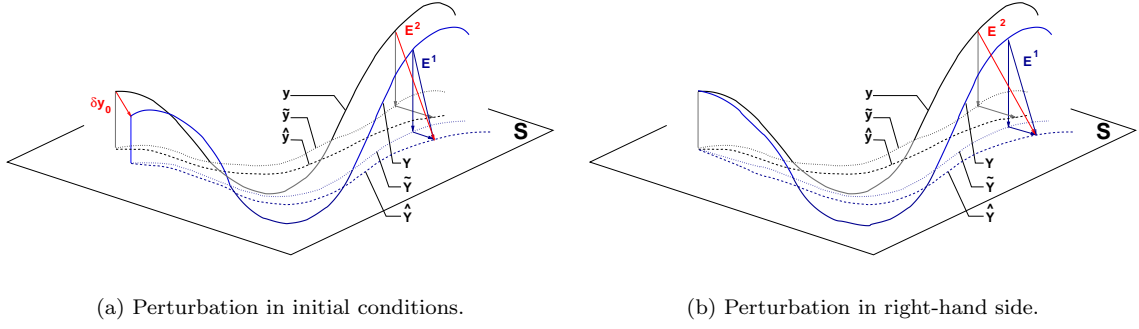 E²
E¹
δy₀
y
ỹ
ŷ
S
Y
Ỹ
Ŷ
(a) Perturbation in initial conditions.
E²
E¹
y
ỹ
ŷ
S
Y
Ỹ
Ŷ
(b) Perturbation in right-hand side.